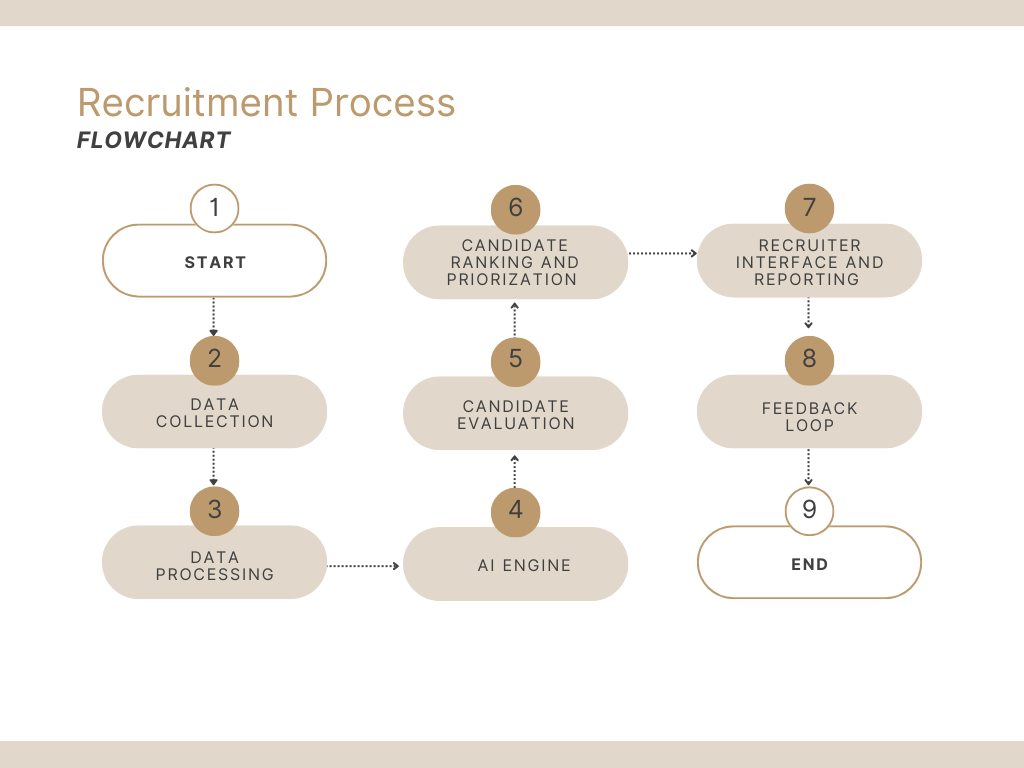 Recruitment Process
FLOWCHART
1
START
2
DATA
COLLECTION
3
DATA
PROCESSING
4
AI ENGINE
5
CANDIDATE
EVALUATION
6
CANDIDATE
RANKING AND
PRIORIZATION
7
RECRUITER
INTERFACE AND
REPORTING
8
FEEDBACK
LOOP
9
END